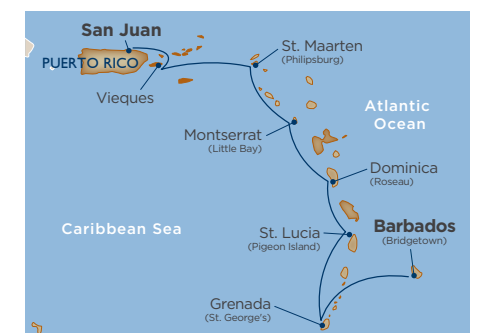 San Juan
PUERTO RICO
Vieques
St. Maarten
(Philipsburg)
Atlantic
Ocean
Montserrat
(Little Bay)
Dominica
(Roseau)
Caribbean Sea
St. Lucia
(Pigeon Island)
Barbados
(Bridgetown)
Grenada
(St. George's)